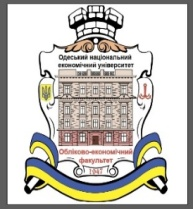 Одеський національний
економічний університет
Обліково-економічний
факультет
1947